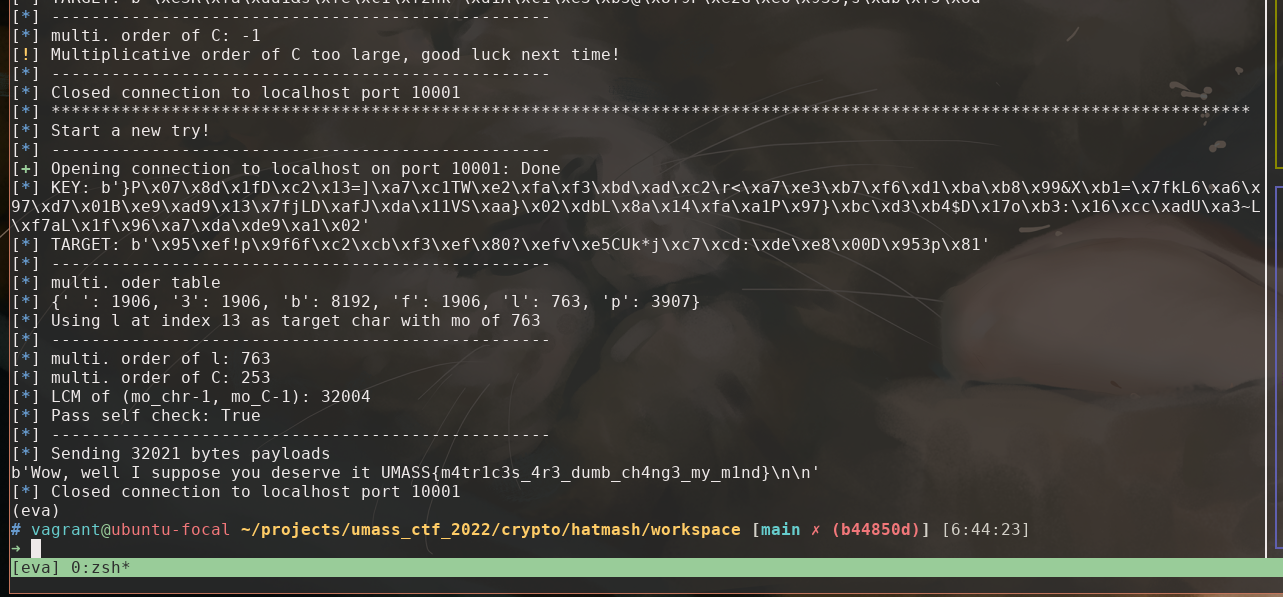 [*] --------------------------------------------------
[*] multi. order of C: -1
[!] Multiplicative order of C too large, good luck next time!
[*] --------------------------------------------------
[*] Closed connection to localhost port 10001
[*] ************************************************************************************************************************
[*] Start a new try!
[*] --------------------------------------------------
[+] Opening connection to localhost on port 10001: Done
[*] KEY: b'}P\x07\x8d\x1fD\xc2\x13=]\xa7\xc1TW\xe2\xfa\xf3\xbd\xad\xc2\r<\xa7\xe3\xb7\xf6\xd1\xba\xb8\x99&X\xb1=\x7fkL6\xa6\x
97\xd7\x01B\xe9\xad9\x13\x7fjLD\xafJ\xda\x11VS\xaa}\x02\xdbL\x8a\x14\xfa\xa1P\x97}\xbc\xd3\xb4$D\x17o\xb3:\x16\xcc\xadU\xa3~L
\xf7aL\x1f\x96\xa7\xda\xde9\xa1\x02'
[*] TARGET: b'\x95\xef!p\x9f6f\xc2\xcb\xf3\xef\x80?\xefv\xe5CUk*j\xc7\xcd:\xde\xe8\x00D\x953p\x81'
[*] --------------------------------------------------
[*] multi. oder table
[*] {' ': 1906, '3': 1906, 'b': 8192, 'f': 1906, 'l': 763, 'p': 3907}
[*] Using l at index 13 as target char with mo of 763
[*] --------------------------------------------------
[*] multi. order of l: 763
[*] multi. order of C: 253
[*] LCM of (mo_chr-1, mo_C-1): 32004
[*] Pass self check: True
[*] --------------------------------------------------
[*] Sending 32021 bytes payloads
b'Wow, well I suppose you deserve it UMASS{m4tr1c3s_4r3_dumb_ch4ng3_my_m1nd}\n\n'
[*] Closed connection to localhost port 10001
(eva)
# vagrant@ubuntu-focal ~/projects/umass_ctf_2022/crypto/hatmash/workspace [main ✗ (b44850d)] [6:44:23]
→
[eva] 0:zsh*